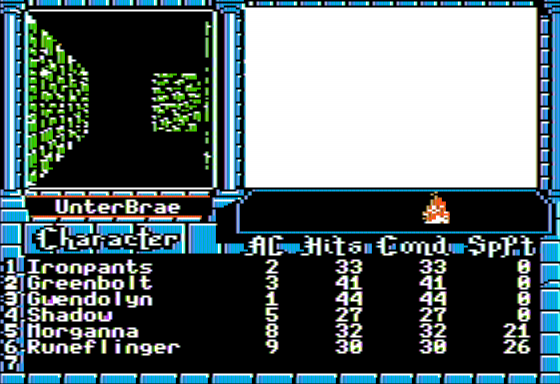 UnterBrae
Character AC Hits Cond SpPt
1 Ironpants 2 33 33 0
2 Greenbolt 3 41 41 0
3 Gwendolyn 1 44 44 0
4 Shadow 5 27 27 0
5 Morganna 8 32 32 21
6 Runeflinger 9 30 30 26
7